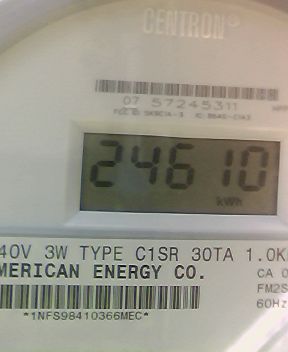 CENTRON®
07 57245311
24610
kWh
40V 3W TYPE C1SR 30TA 1.0K
MERICAN ENERGY CO.
CA 0
FM2S
60Hz
*1NFS98410366MEC*